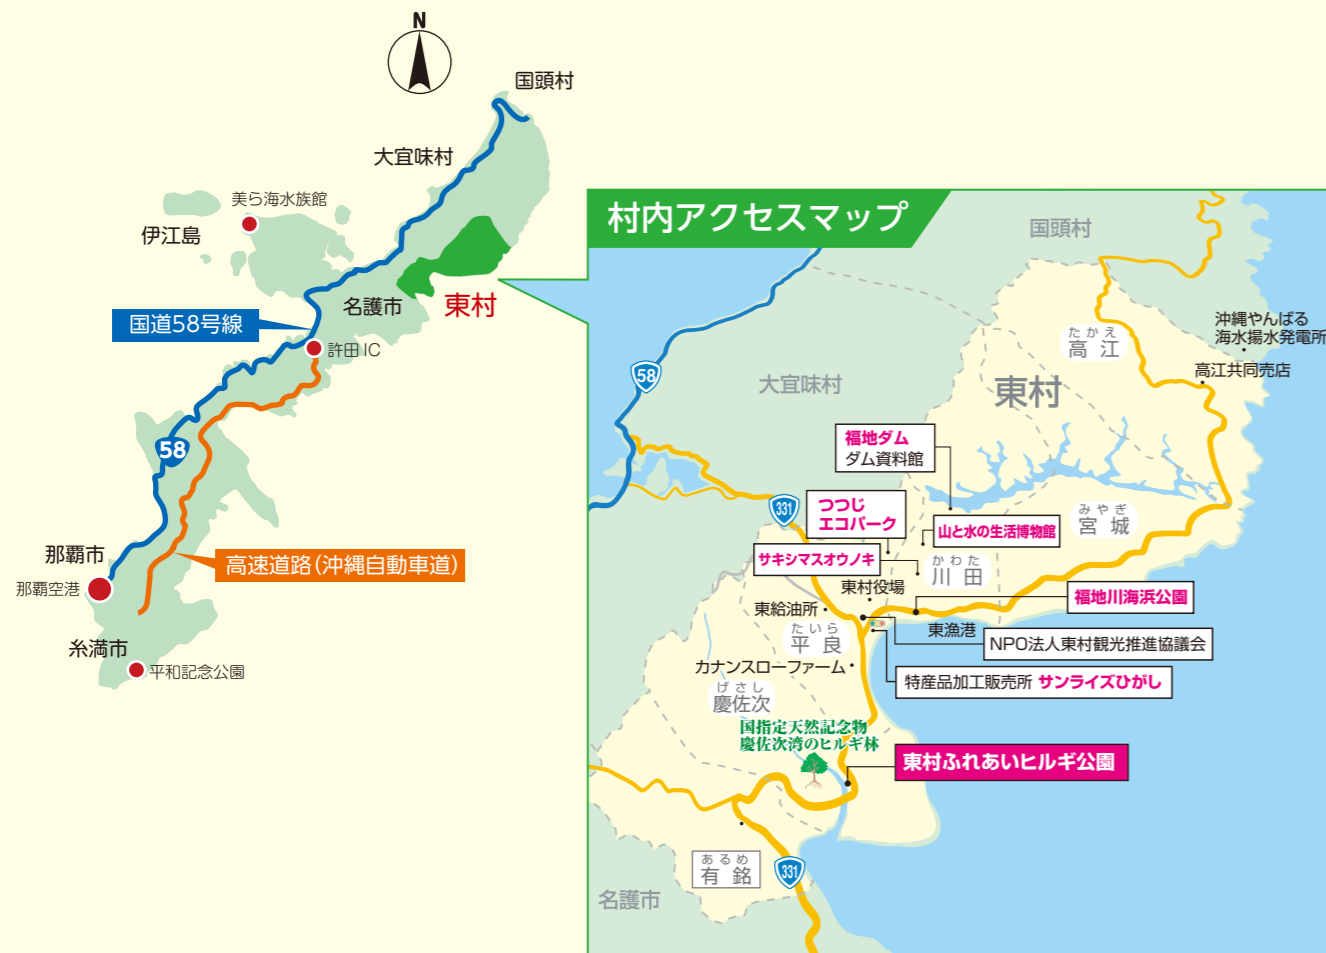 N
国頭村
大宜味村
美ら海水族館
伊江島
名護市
東村
国道58号線
許田IC
58
那覇市
那覇空港
高速道路(沖縄自動車道)
糸満市
平和記念公園
村内アクセスマップ
国頭村
沖縄やんばる
海水揚水発電所
たかえ
高江
高江共同売店
58
大宜味村
東村
福地ダム
ダム資料館
331
つつじ
エコパーク
みやぎ
宮城
山と水の生活博物館
サキシマスオウノキ
かわた
川田
東村役場
福地川海浜公園
東給油所
たいら
平良
東漁港
NPO法人東村観光推進協議会
カナンスローファーム
特産品加工販売所 サンライズひがし
げさし
慶佐次
国指定天然記念物
慶佐次湾のヒルギ林
東村ふれあいヒルギ公園
あるめ
有銘
331
名護市